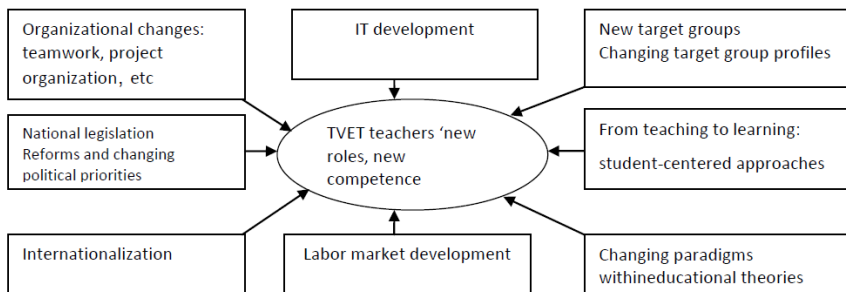 Organizational changes:
teamwork, project
organization, etc
IT development
New target groups
Changing target group profiles
National legislation
Reforms and changing
political priorities
TVET teachers ‘new
roles, new
competence
From teaching to learning:
student-centered approaches
Internationalization
Labor market development
Changing paradigms
withineducational theories